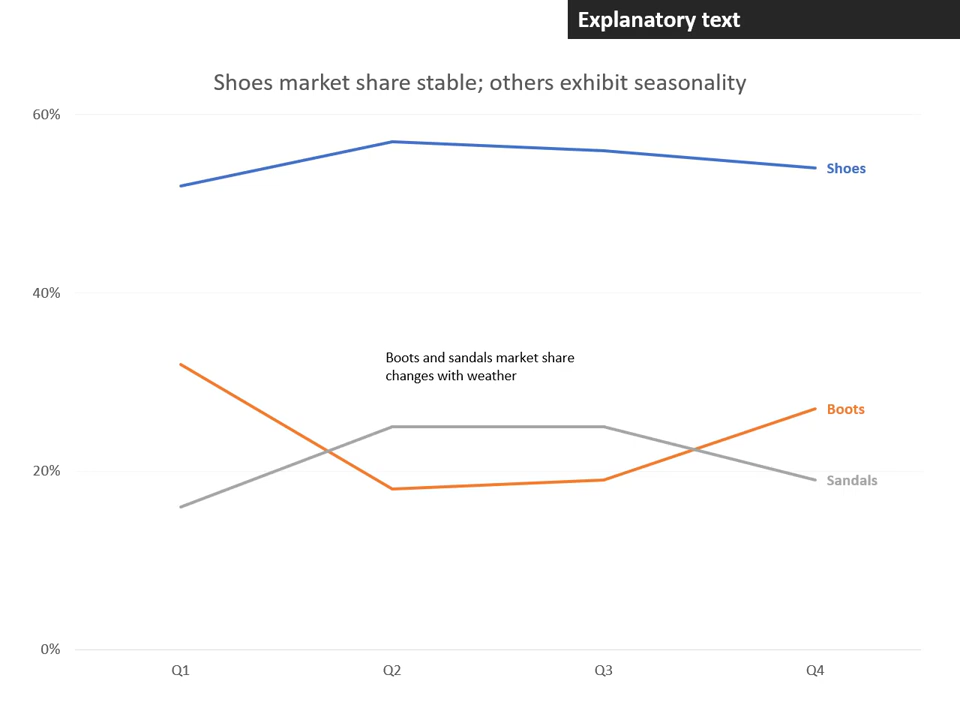 Explanatory text
Shoes market share stable; others exhibit seasonality
60%
Shoes
40%
Boots and sandals market share
changes with weather
Boots
20%
Sandals
0%
Q1 Q2 Q3 Q4